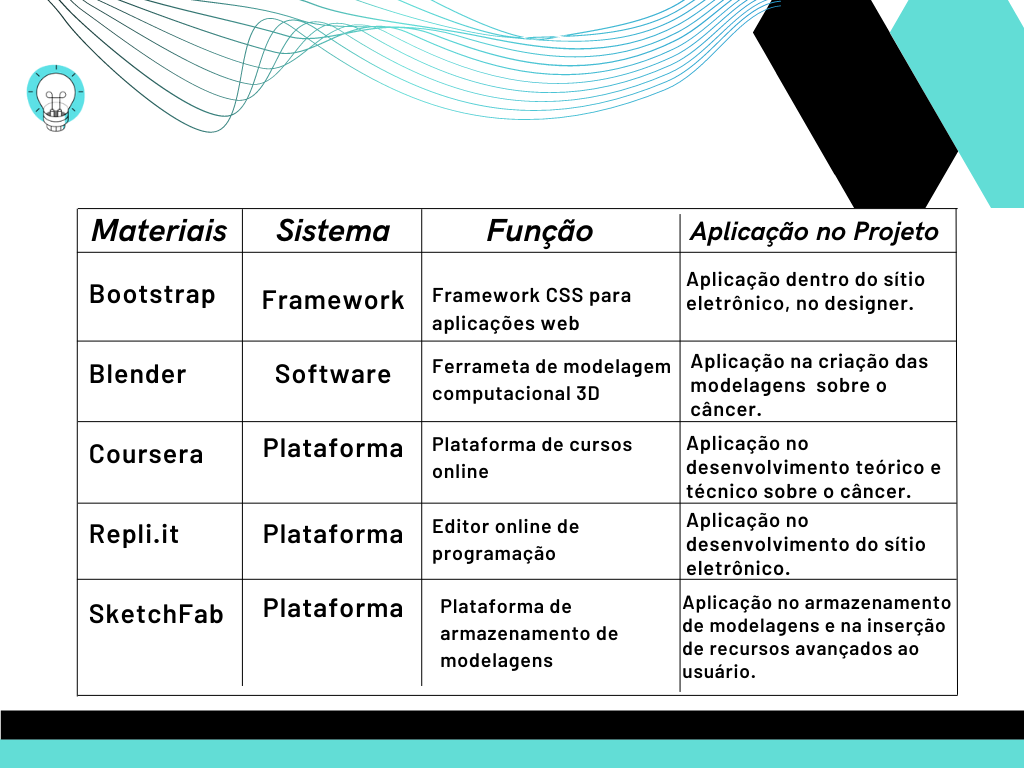 Materiais Sistema Função Aplicação no Projeto
Bootstrap
Framework
Framework CSS para
aplicações web
Aplicação dentro do sítio
eletrônico, no designer.
Blender
Software
Ferrameta de modelagem
computacional 3D
Aplicação na criação das
modelagens sobre o
câncer.
Coursera
Plataforma
Plataforma de cursos
online
Aplicação no
desenvolvimento teórico e
técnico sobre o câncer.
Repli.it
Plataforma
Editor online de
programação
Aplicação no
desenvolvimento do sítio
eletrônico.
SketchFab
Plataforma
Plataforma de
armazenamento de
modelagens
Aplicação no armazenamento
de modelagens e na inserção
de recursos avançados ao
usuário.